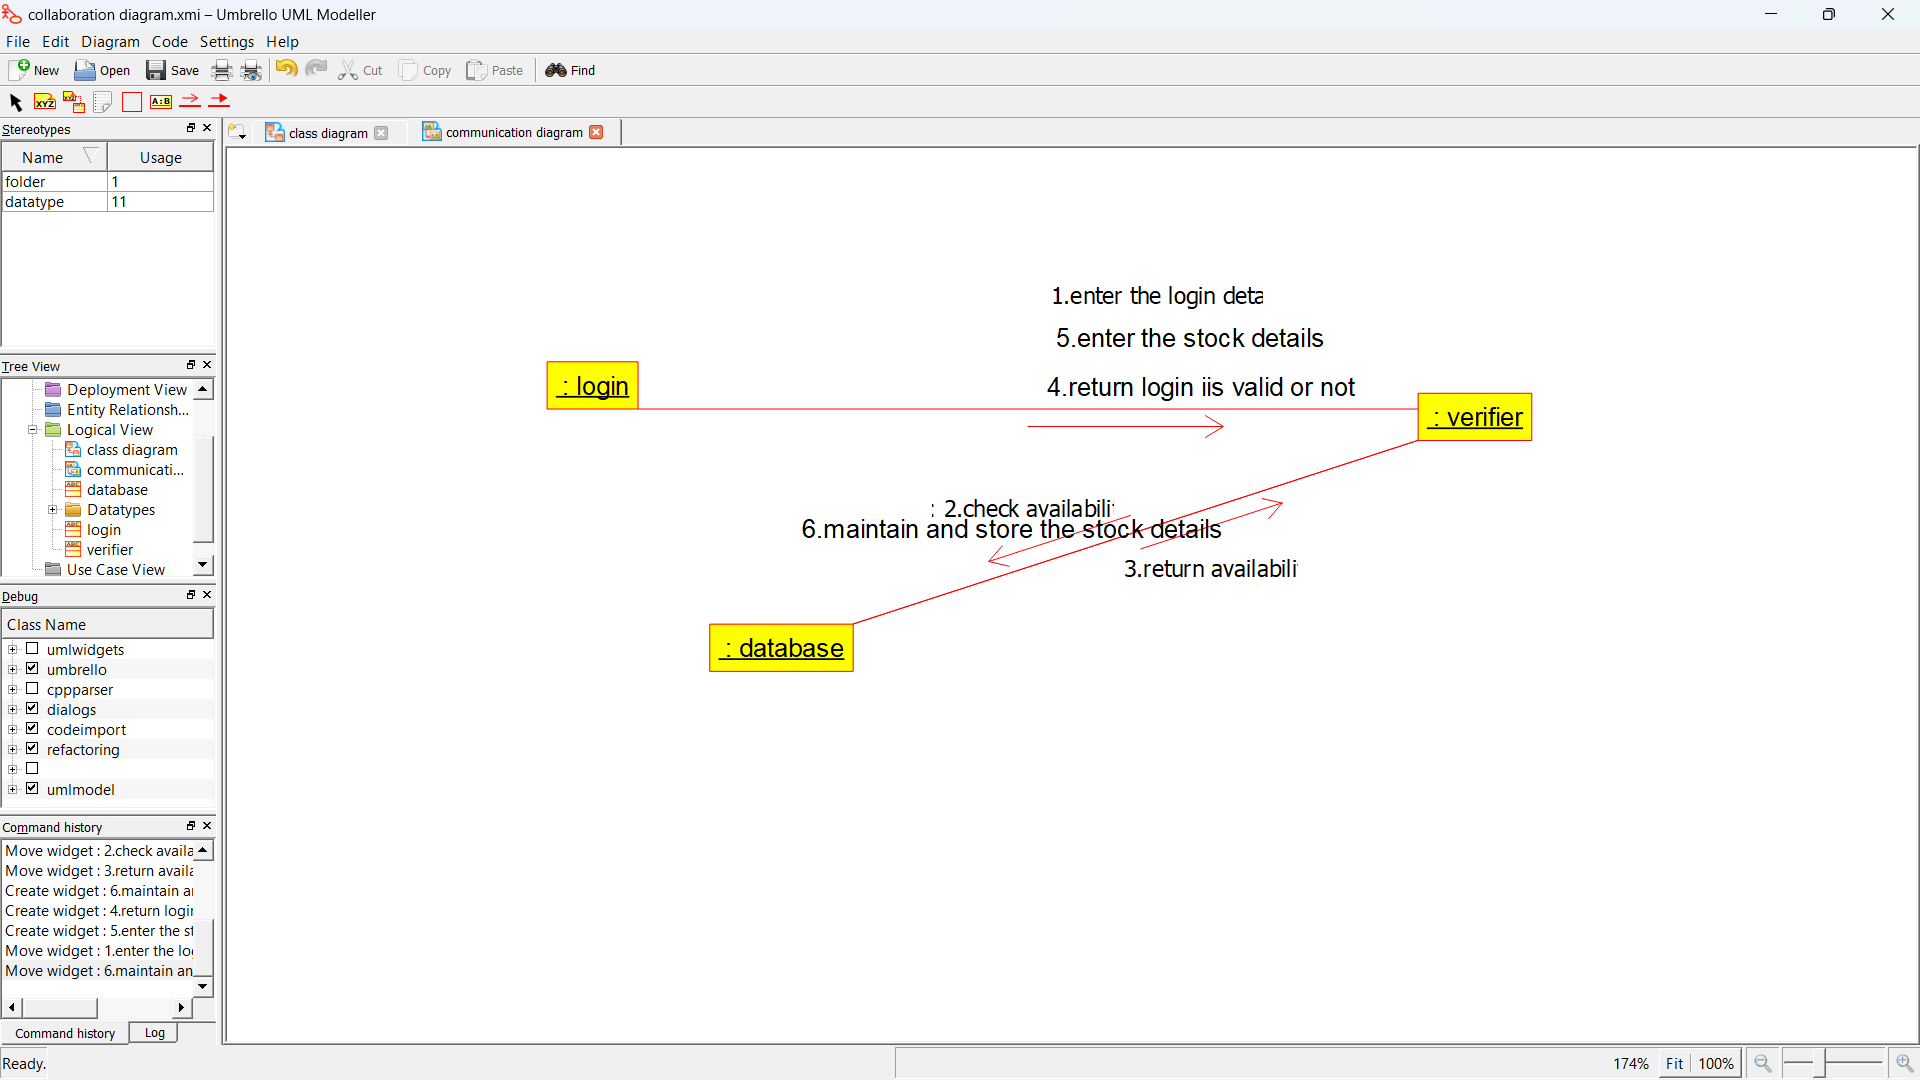 collaboration diagram.xmi – Umbrello UML Modeller
File Edit Diagram Code Settings Help
New Open Save Cut Copy Paste Find
XYZ XYZ A:B
Stereotypes
class diagram communication diagram
Name Usage
folder 1
datatype 11
Tree View
Deployment View
Entity Relationsh...
Logical View
class diagram
communicati...
database
Datatypes
login
verifier
Use Case View
Debug
Class Name
umlwidgets
umbrello
cppparser
dialogs
codeimport
refactoring
umlmodel
Command history
Move widget : 2.check availa
Move widget : 3.return availa
Create widget : 6.maintain a
Create widget : 4.return login
Create widget : 5.enter the st
Move widget : 1.enter the lo
Move widget : 6.maintain an
Command history Log
1.enter the login deta
5.enter the stock details
: login
4.return login iis valid or not
: verifier
: 2.check availabili
6.maintain and store the stock details
3.return availabili
: database
Ready.
174% Fit 100%